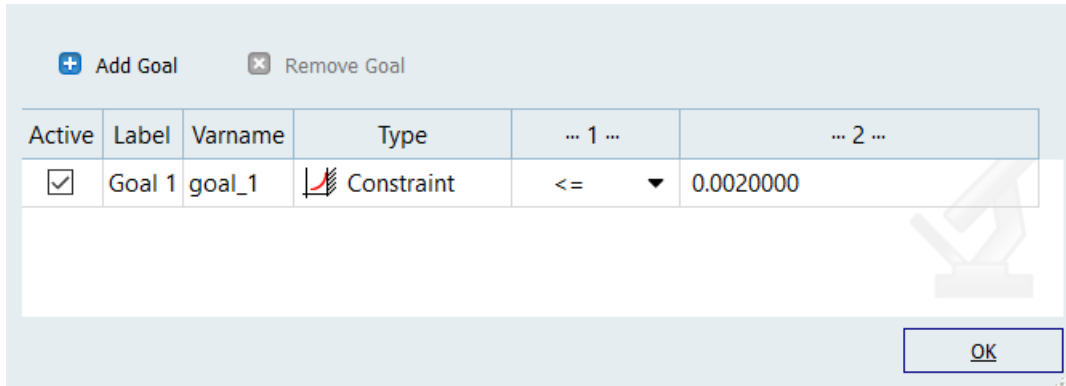 Add Goal Remove Goal
Active Label Varname Type ... 1 ... ... 2 ...
Goal 1 goal_1 Constraint <= 0.0020000
OK